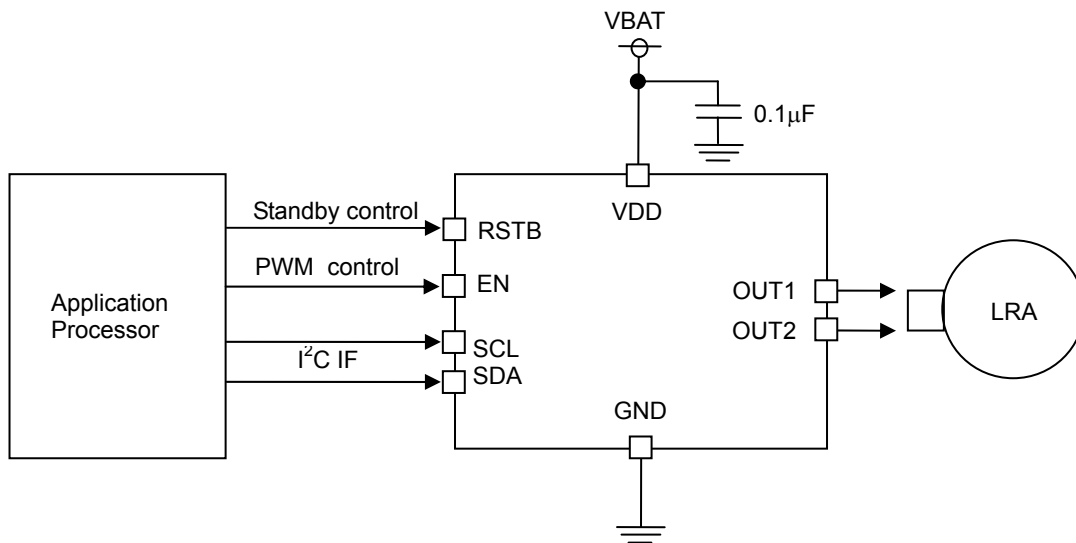 VBAT
0.1μF
VDD
Standby control
RSTB
PWM control
EN
Application
Processor
OUT1
OUT2
LRA
SCL
I²C IF
SDA
GND